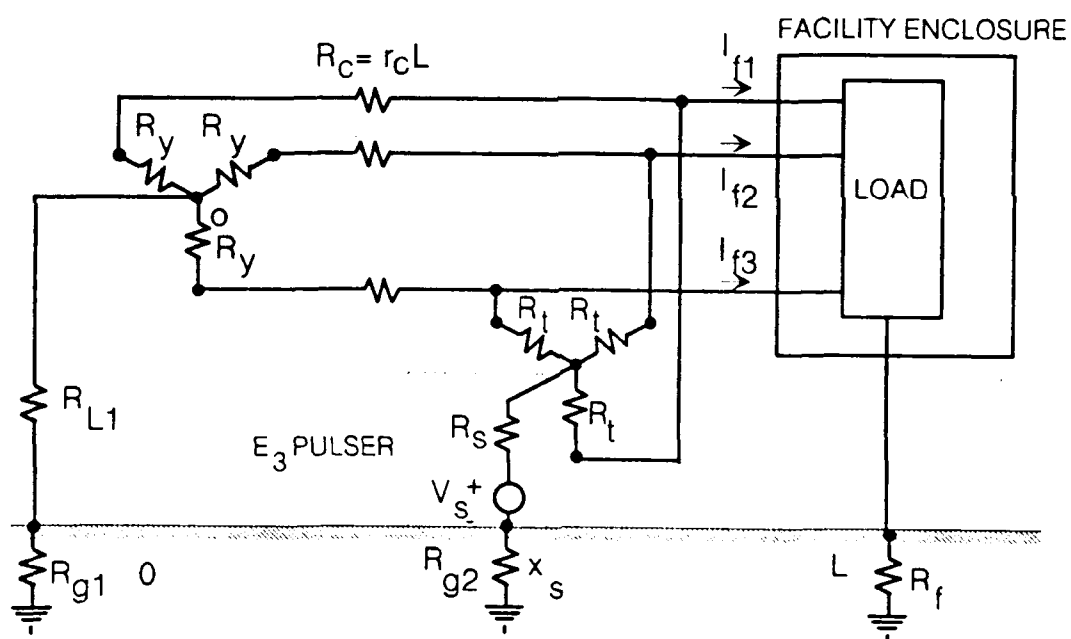 FACILITY ENCLOSURE
R_c = r_c L
I_f1
R_y
R_y
I_f2
LOAD
o
R_y
I_f3
R_t
R_t
R_L1
R_s
R_t
E_3 PULSER
V_s
+
-
R_g1
0
R_g2
x_s
L
R_f